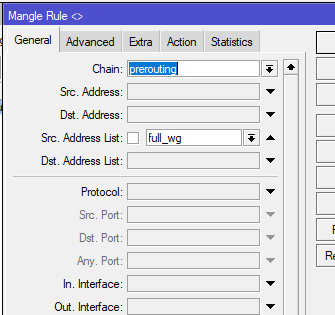 Mangle Rule <>
General Advanced Extra Action Statistics
Chain: prerouting
Src. Address:
Dst. Address:
Src. Address List: full_wg
Dst. Address List:
Protocol:
Src. Port:
Dst. Port:
Any. Port:
In. Interface:
Out. Interface: